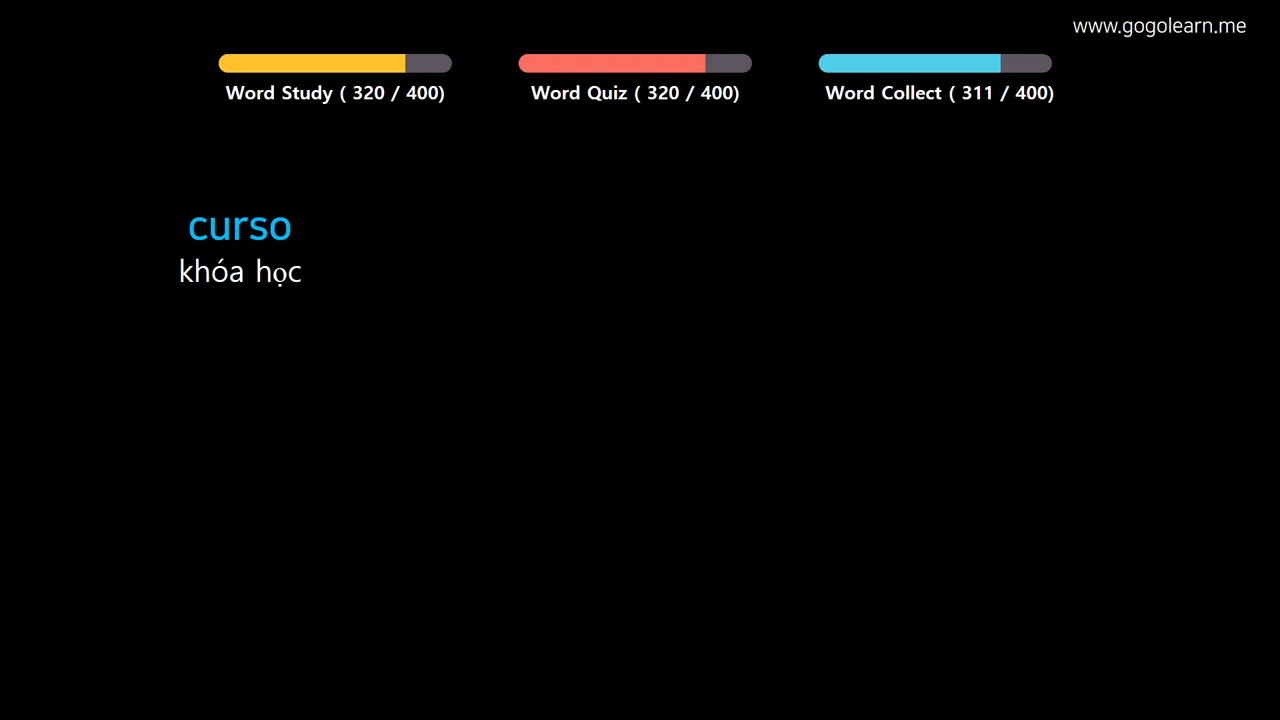 www.gogolearn.me
Word Study ( 320 / 400)
Word Quiz ( 320 / 400)
Word Collect ( 311 / 400)
curso
khóa học